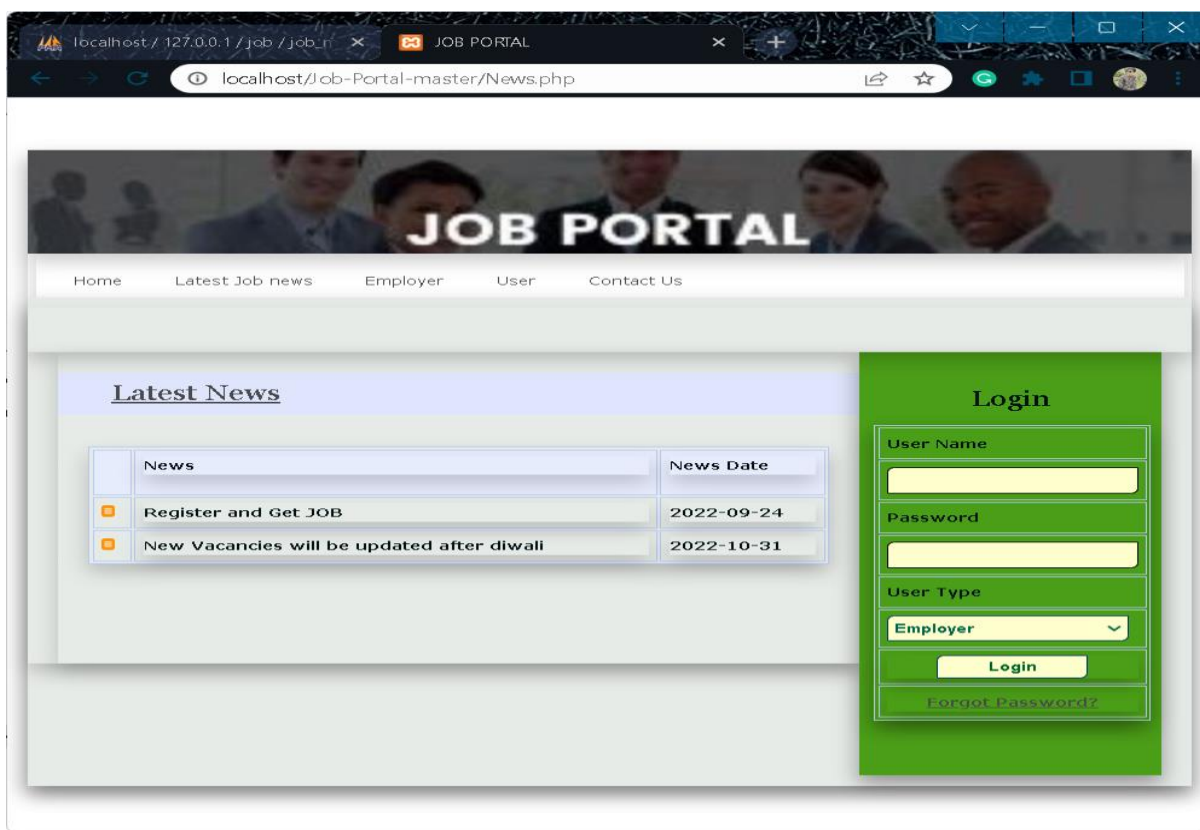 localhost / 127.0.0.1 / job / job_
JOB PORTAL
localhost/Job-Portal-master/News.php
JOB PORTAL
Home Latest Job news Employer User Contact Us
Latest News
News News Date
Register and Get JOB 2022-09-24
New Vacancies will be updated after diwali 2022-10-31
Login
User Name
Password
User Type
Employer
Login
Forgot Password?